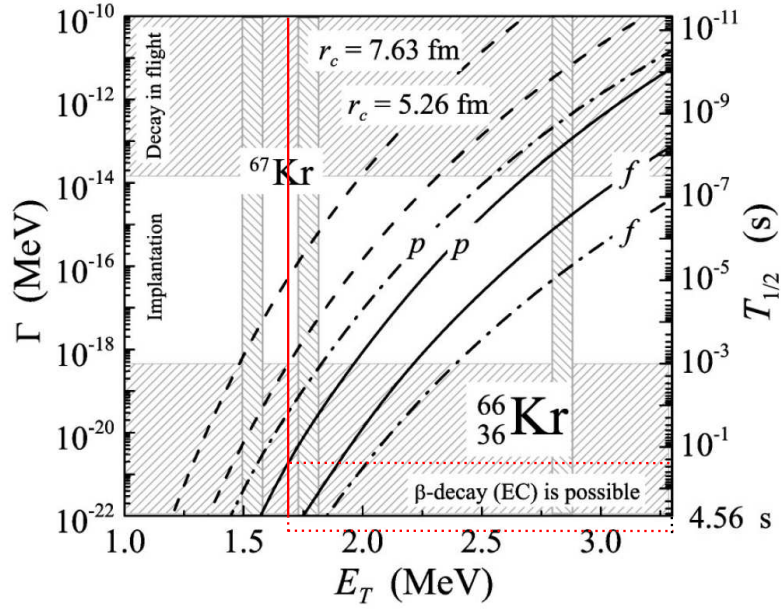 10⁻¹⁰
10⁻¹²
10⁻¹⁴
10⁻¹⁶
10⁻¹⁸
10⁻²⁰
10⁻²²
Γ (MeV)
Decay in flight
Implantation
r_c = 7.63 fm
r_c = 5.26 fm
⁶⁷Kr
p p
f
f
⁶⁶₃₆Kr
β-decay (EC) is possible
10⁻¹¹
10⁻⁹
10⁻⁷
10⁻⁵
10⁻³
10⁻¹
4.56 s
T₁/₂ (s)
1.0 1.5 2.0 2.5 3.0
E_T (MeV)